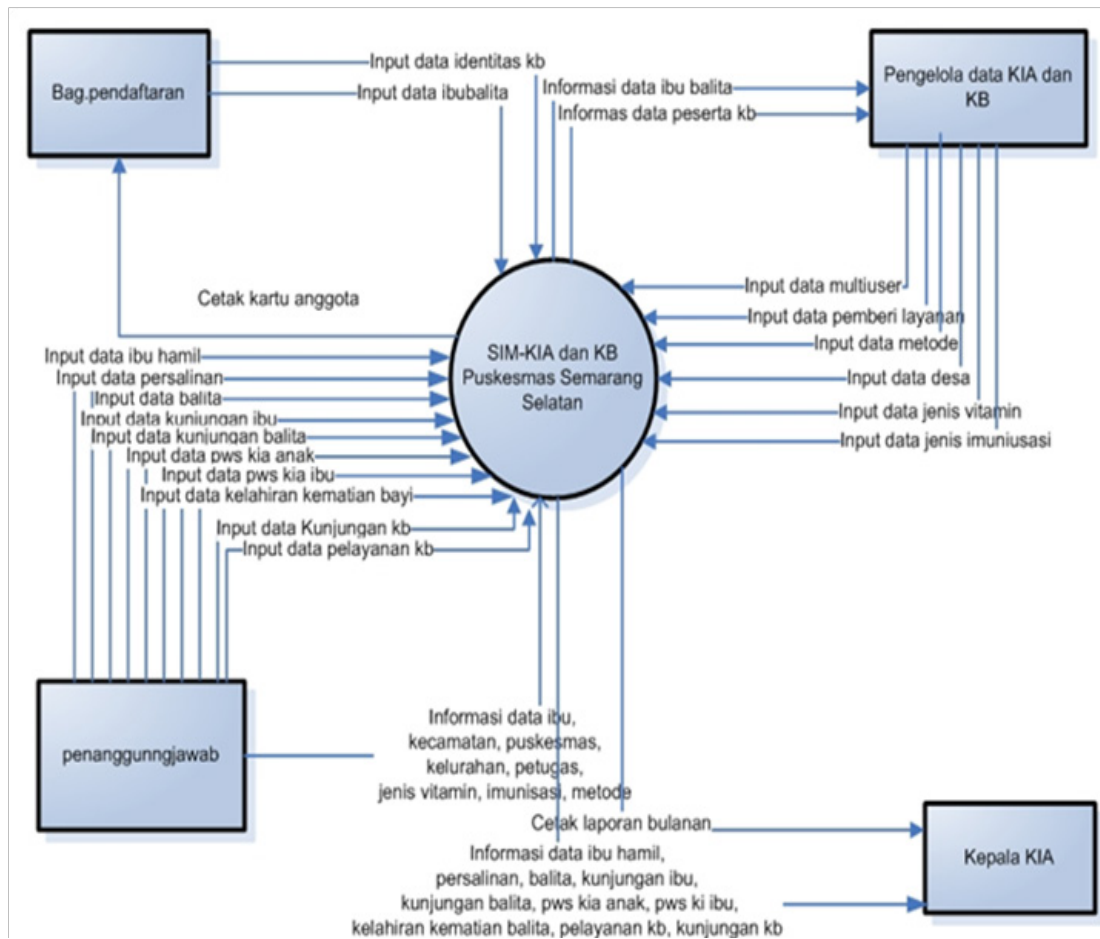 Bag.pendaftaran
Input data identitas kb
Input data ibubalita
Informasi data ibu balita
Informas data peserta kb
Pengelola data KIA dan
KB
Cetak kartu anggota
Input data multiuser
Input data pemberi layanan
Input data metode
Input data desa
Input data jenis vitamin
Input data jenis imuniusasi
SIM-KIA dan KB
Puskesmas Semarang
Selatan
Input data ibu hamil
Input data persalinan
Input data balita
Input data kunjungan ibu
Input data kunjungan balita
Input data pws kia anak
Input data pws kia ibu
Input data kelahiran kematian bayi
Input data Kunjungan kb
Input data pelayanan kb
penanggunngjawab
Informasi data ibu,
kecamatan, puskesmas,
kelurahan, petugas,
jenis vitamin, imunisasi, metode
Cetak laporan bulanan
Informasi data ibu hamil,
persalinan, balita, kunjungan ibu,
kunjungan balita, pws kia anak, pws ki ibu,
kelahiran kematian balita, pelayanan kb, kunjungan kb
Kepala KIA